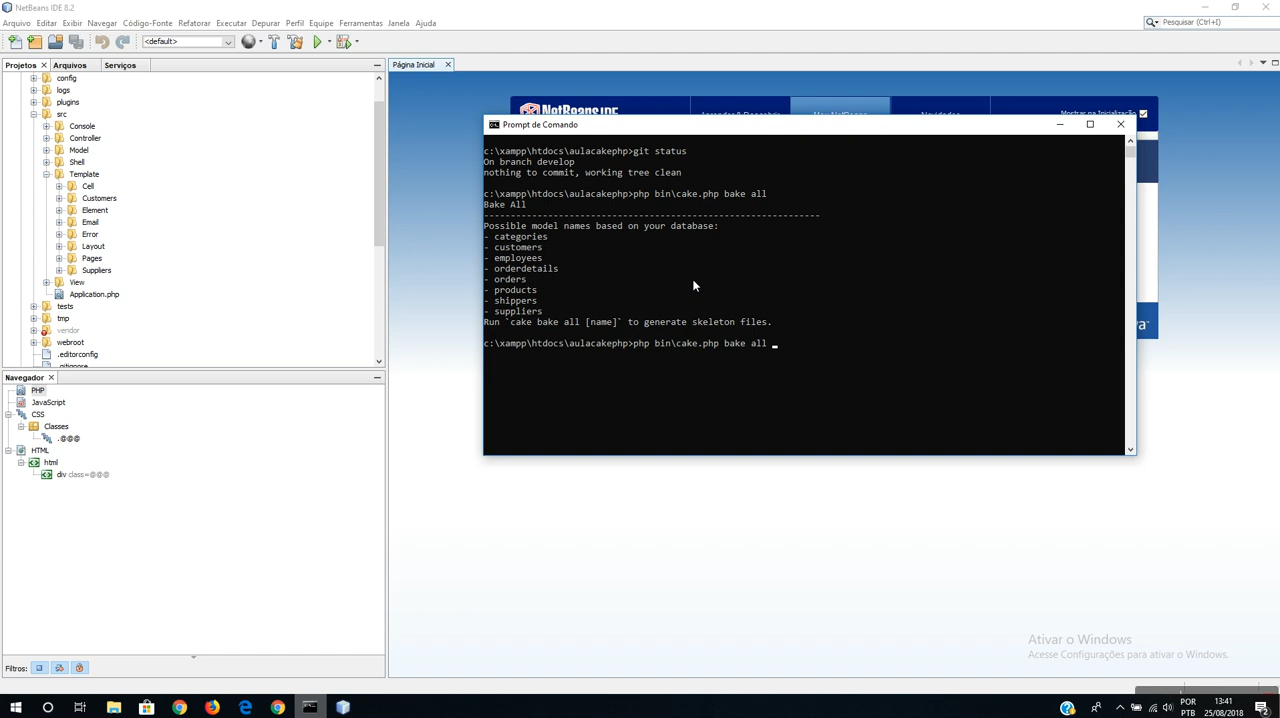 NetBeans IDE 8.2
Arquivo Editar Exibir Navegar Código-Fonte Refatorar Executar Depurar Perfil Equipe Ferramentas Janela Ajuda
Pesquisar (Ctrl+I)
<default>
Projetos Arquivos Serviços
Página Inicial
config
logs
plugins
src
Console
Controller
Model
Shell
Template
Cell
Customers
Element
Email
Error
Layout
Pages
Suppliers
View
Application.php
tests
tmp
vendor
webroot
.editorconfig
.gitignore
NetBeans IDE
Mostrar na Inicialização
Prompt de Comando
c:\xampp\htdocs\aulacakephp>git status
On branch develop
nothing to commit, working tree clean
c:\xampp\htdocs\aulacakephp>php bin\cake.php bake all
Bake All
---------------------------------------------------------------
Possible model names based on your database:
- categories
- customers
- employees
- orderdetails
- orders
- products
- shippers
- suppliers
Run `cake bake all [name]` to generate skeleton files.
c:\xampp\htdocs\aulacakephp>php bin\cake.php bake all _
Navegador
PHP
JavaScript
CSS
Classes
.@@@
HTML
html
div class=@@@
Filtros:
Ativar o Windows
Acesse Configurações para ativar o Windows.
POR
PTB
13:41
25/08/2018
2